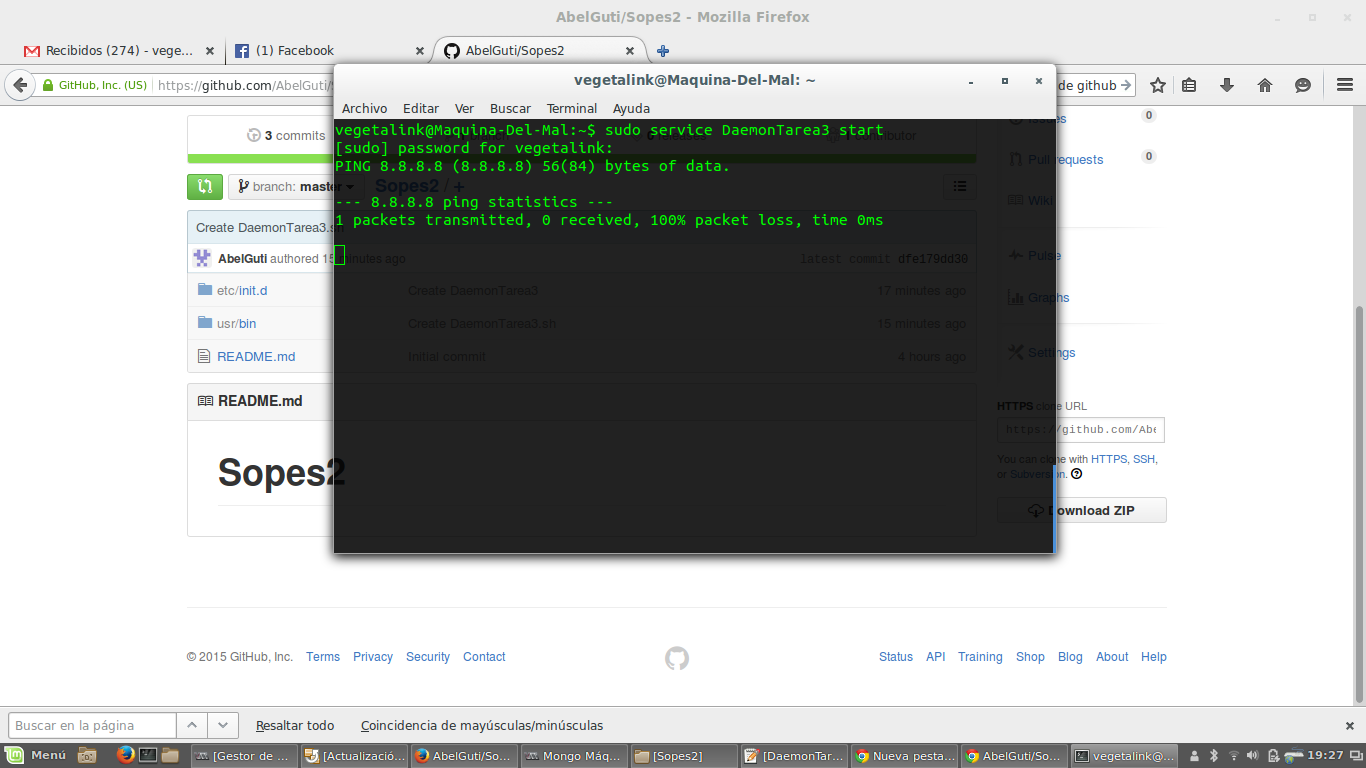 AbelGuti/Sopes2 - Mozilla Firefox
Recibidos (274) - vege...
(1) Facebook
AbelGuti/Sopes2
GitHub, Inc. (US)
https://github.com/AbelGuti/
de github
vegetalink@Maquina-Del-Mal: ~
Archivo Editar Ver Buscar Terminal Ayuda
vegetalink@Maquina-Del-Mal:~$ sudo service DaemonTarea3 start
[sudo] password for vegetalink:
PING 8.8.8.8 (8.8.8.8) 56(84) bytes of data.
--- 8.8.8.8 ping statistics ---
1 packets transmitted, 0 received, 100% packet loss, time 0ms
3 commits
branch: master
Sopes2 / +
Create DaemonTarea3.sh
AbelGuti authored 15 minutes ago
latest commit dfe179dd30
etc/init.d
Create DaemonTarea3
17 minutes ago
usr/bin
Create DaemonTarea3.sh
15 minutes ago
README.md
Initial commit
4 hours ago
README.md
Sopes2
Issues 0
Pull requests 0
Wiki
Pulse
Graphs
Settings
HTTPS clone URL
https://github.com/Abe
You can clone with HTTPS, SSH,
or Subversion.
Download ZIP
© 2015 GitHub, Inc. Terms Privacy Security Contact
Status API Training Shop Blog About Help
Buscar en la página
Resaltar todo
Coincidencia de mayúsculas/minúsculas
Menú
[Gestor de ...
[Actualizació...
AbelGuti/So...
Mongo Máq...
[Sopes2]
[DaemonTar...
Nueva pesta...
AbelGuti/So...
vegetalink@...
19:27